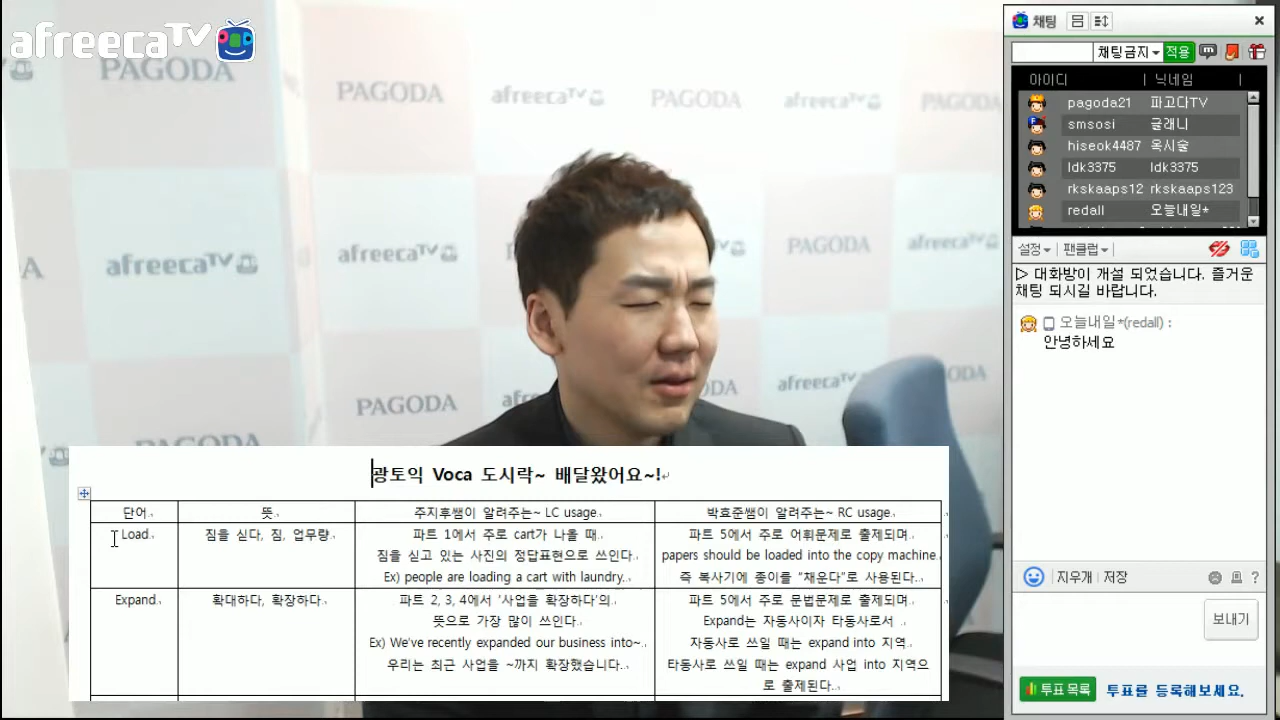 afreecaTV
PAGODA
PAGODA
afreecaTV
PAGODA
afreecaTV
PAGODA
A
afreecaTV
afreecaTV
PAGODA
afreecaTV
PAGODA
afreecaTV
PAGODA
광토익 Voca 도시락~ 배달왔어요~!
단어
뜻
주지후쌤이 알려주는~ LC usage
박효준쌤이 알려주는~ RC usage
Load
짐을 싣다, 짐, 업무량
파트 1에서 주로 cart가 나올 때
짐을 싣고 있는 사진의 정답표현으로 쓰인다.
Ex) people are loading a cart with laundry.
파트 5에서 주로 어휘문제로 출제되며
papers should be loaded into the copy machine
즉 복사기에 종이를 "채운다"로 사용된다.
Expand
확대하다, 확장하다
파트 2, 3, 4에서 '사업을 확장하다'의
뜻으로 가장 많이 쓰인다.
Ex) We've recently expanded our business into~
우리는 최근 사업을 ~까지 확장했습니다.
파트 5에서 주로 문법문제로 출제되며
Expand는 자동사이자 타동사로서
자동사로 쓰일 때는 expand into 지역
타동사로 쓰일 때는 expand 사업 into 지역으
로 출제된다.
채팅
채팅금지 적용
아이디 닉네임
pagoda21 파고다TV
smsosi 글래니
hiseok4487 옥시술
ldk3375 ldk3375
rkskaaps12 rkskaaps123
redall 오늘내일*
설정 팬클럽
▷ 대화방이 개설 되었습니다. 즐거운
채팅 되시길 바랍니다.
오늘내일*(redall) :
안녕하세요
지우개 저장 ?
보내기
투표 목록 투표를 등록해보세요.